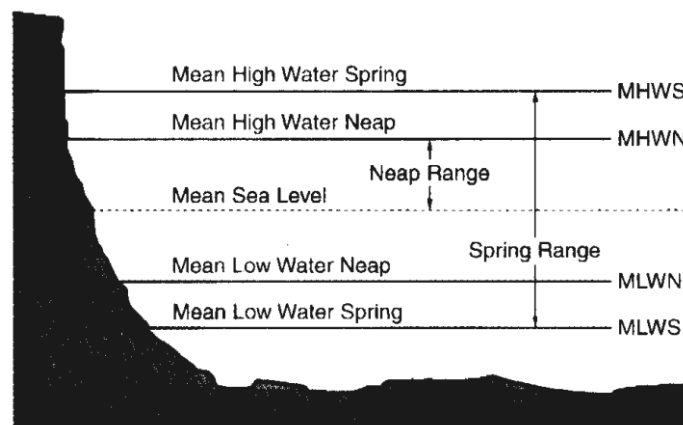 Mean High Water Spring
MHWS
Mean High Water Neap
MHWN
Neap Range
Mean Sea Level
Spring Range
Mean Low Water Neap
MLWN
Mean Low Water Spring
MLWS